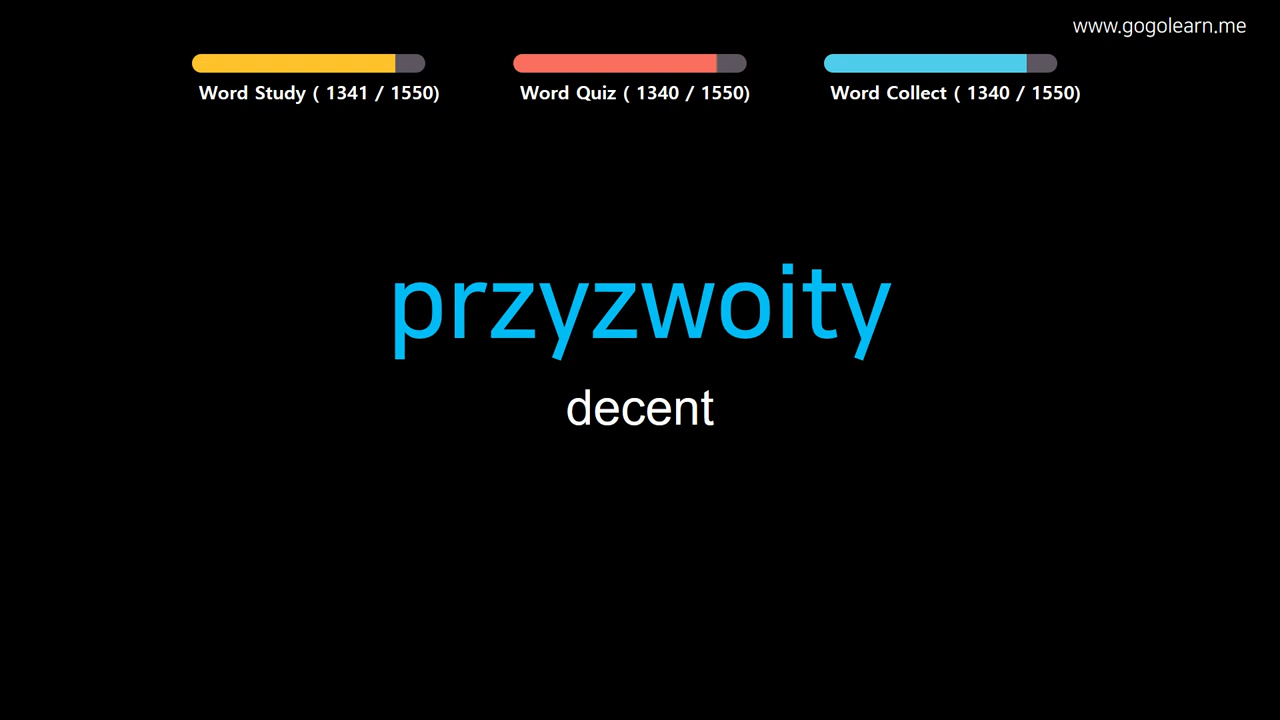 www.gogolearn.me
Word Study ( 1341 / 1550)
Word Quiz ( 1340 / 1550)
Word Collect ( 1340 / 1550)
przyzwoity
decent